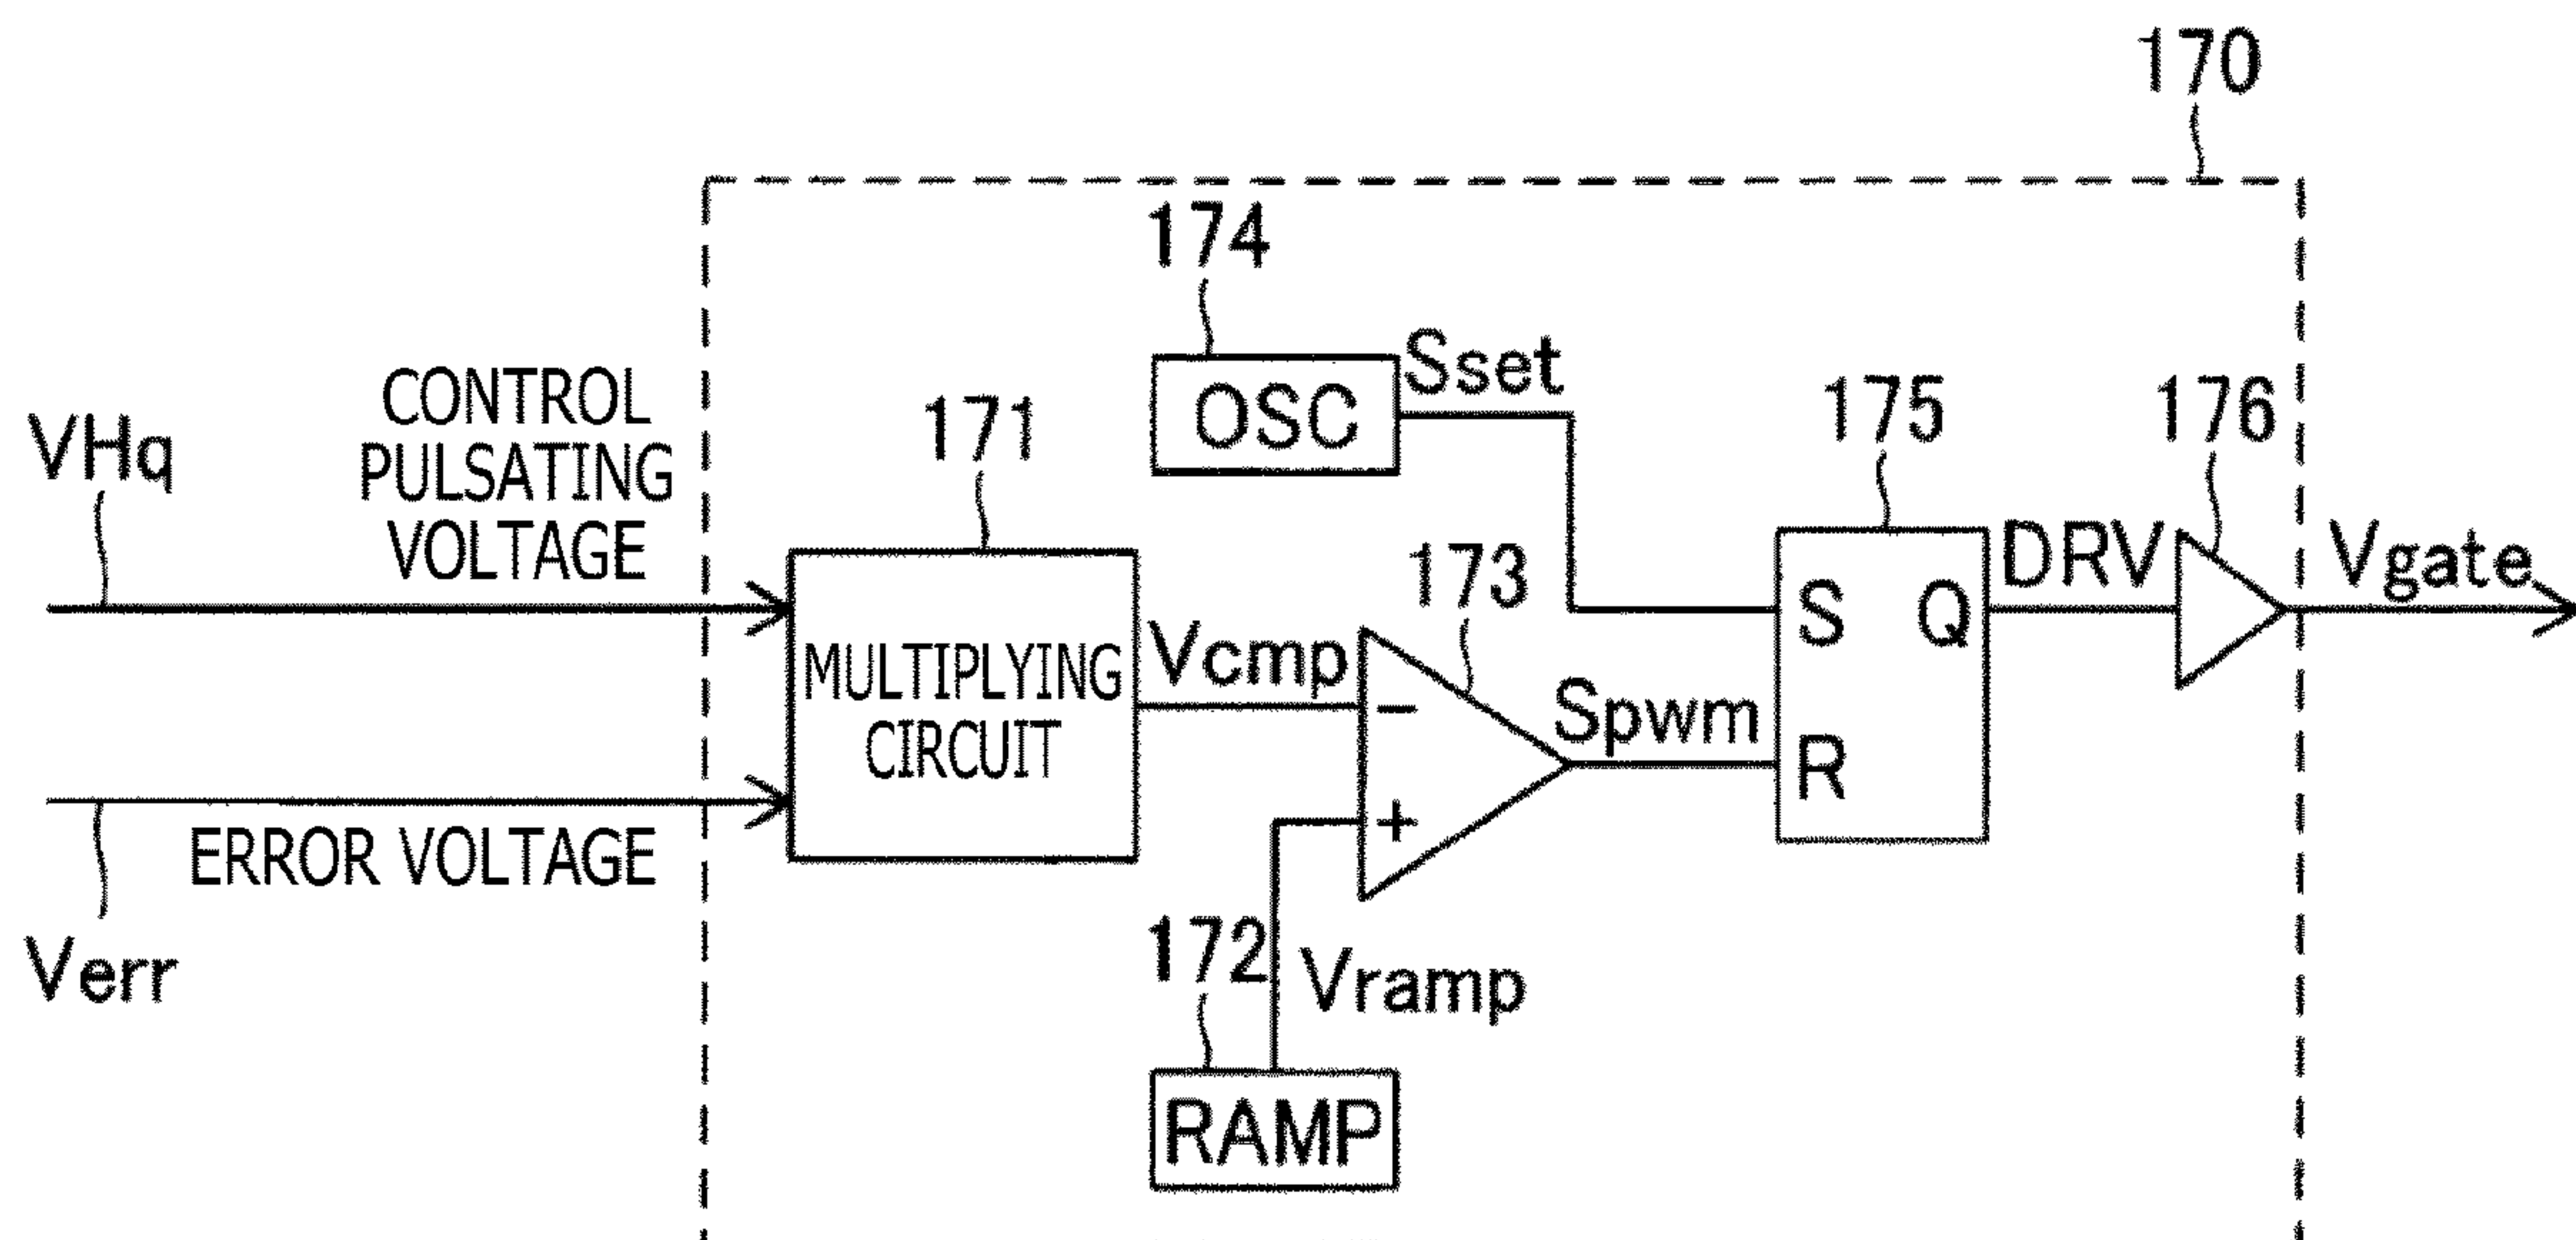 170
174
OSC
Sset
CONTROL
PULSATING
VOLTAGE
VHq
171
175
176
173
DRV
Vgate
S
Q
MULTIPLYING
CIRCUIT
Vcmp
−
+
Spwm
R
ERROR VOLTAGE
Verr
172
Vramp
RAMP